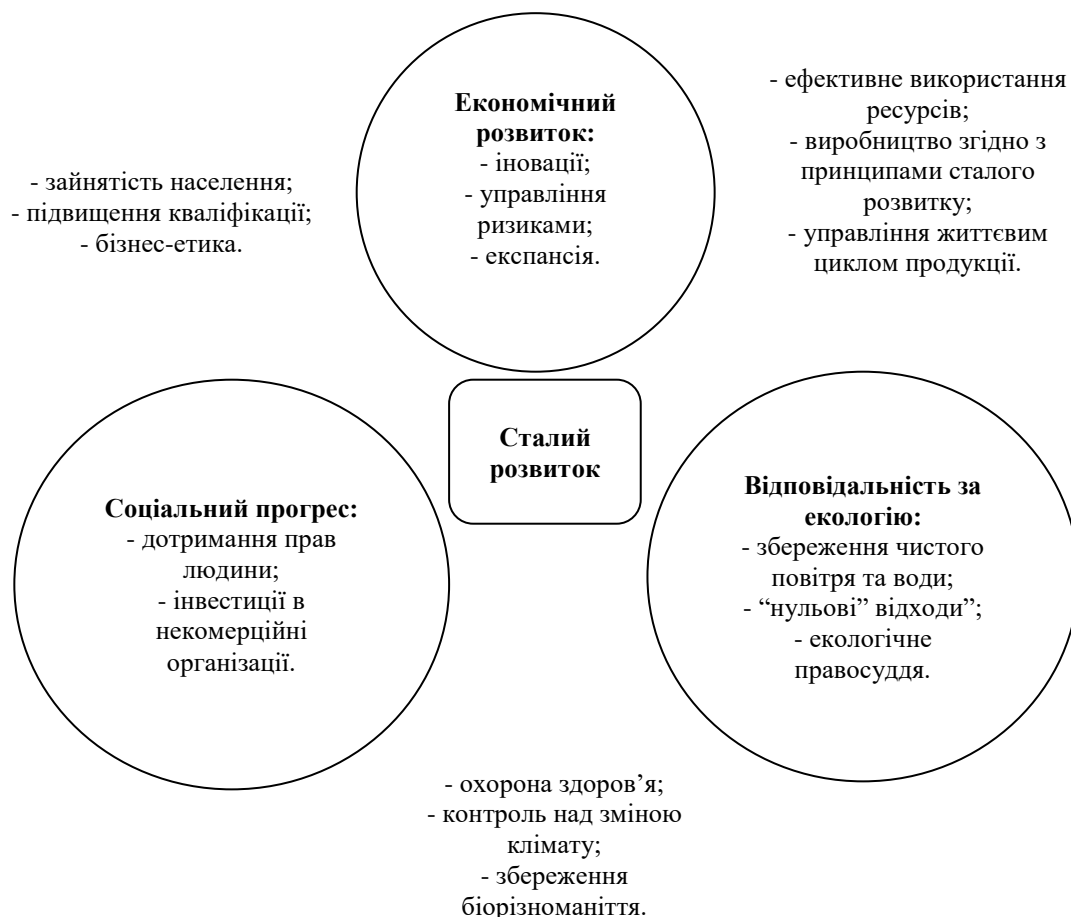 Економічний
розвиток:
- іновації;
- управління
ризиками;
- експансія.
- ефективне використання
ресурсів;
- виробництво згідно з
принципами сталого
розвитку;
- управління життєвим
циклом продукції.
- зайнятість населення;
- підвищення кваліфікації;
- бізнес-етика.
Сталий
розвиток
Соціальний прогрес:
- дотримання прав
людини;
- інвестиції в
некомерційні
організації.
Відповідальність за
екологію:
- збереження чистого
повітря та води;
- “нульові” відходи”;
- екологічне
правосуддя.
- охорона здоров’я;
- контроль над зміною
клімату;
- збереження
біорізноманіття.